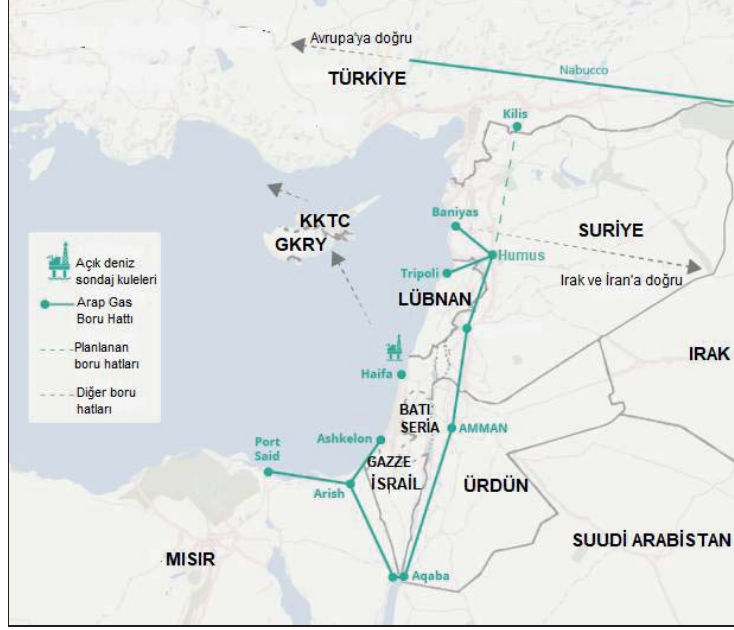 Avrupa'ya doğru
TÜRKİYE
Nabucco
Kilis
KKTC
GKRY
Baniyas
SURİYE
Humus
Tripoli
Irak ve İran'a doğru
LÜBNAN
Açık deniz
sondaj kuleleri
Arap Gas
Boru Hattı
Planlanan
boru hatları
Diğer boru
hatları
IRAK
Haifa
BATI
ŞERIA
AMMAN
Ashkelon
Port
Said
GAZZE
İSRAİL
ÜRDÜN
Arish
SUUDİ ARABİSTAN
MISIR
Aqaba